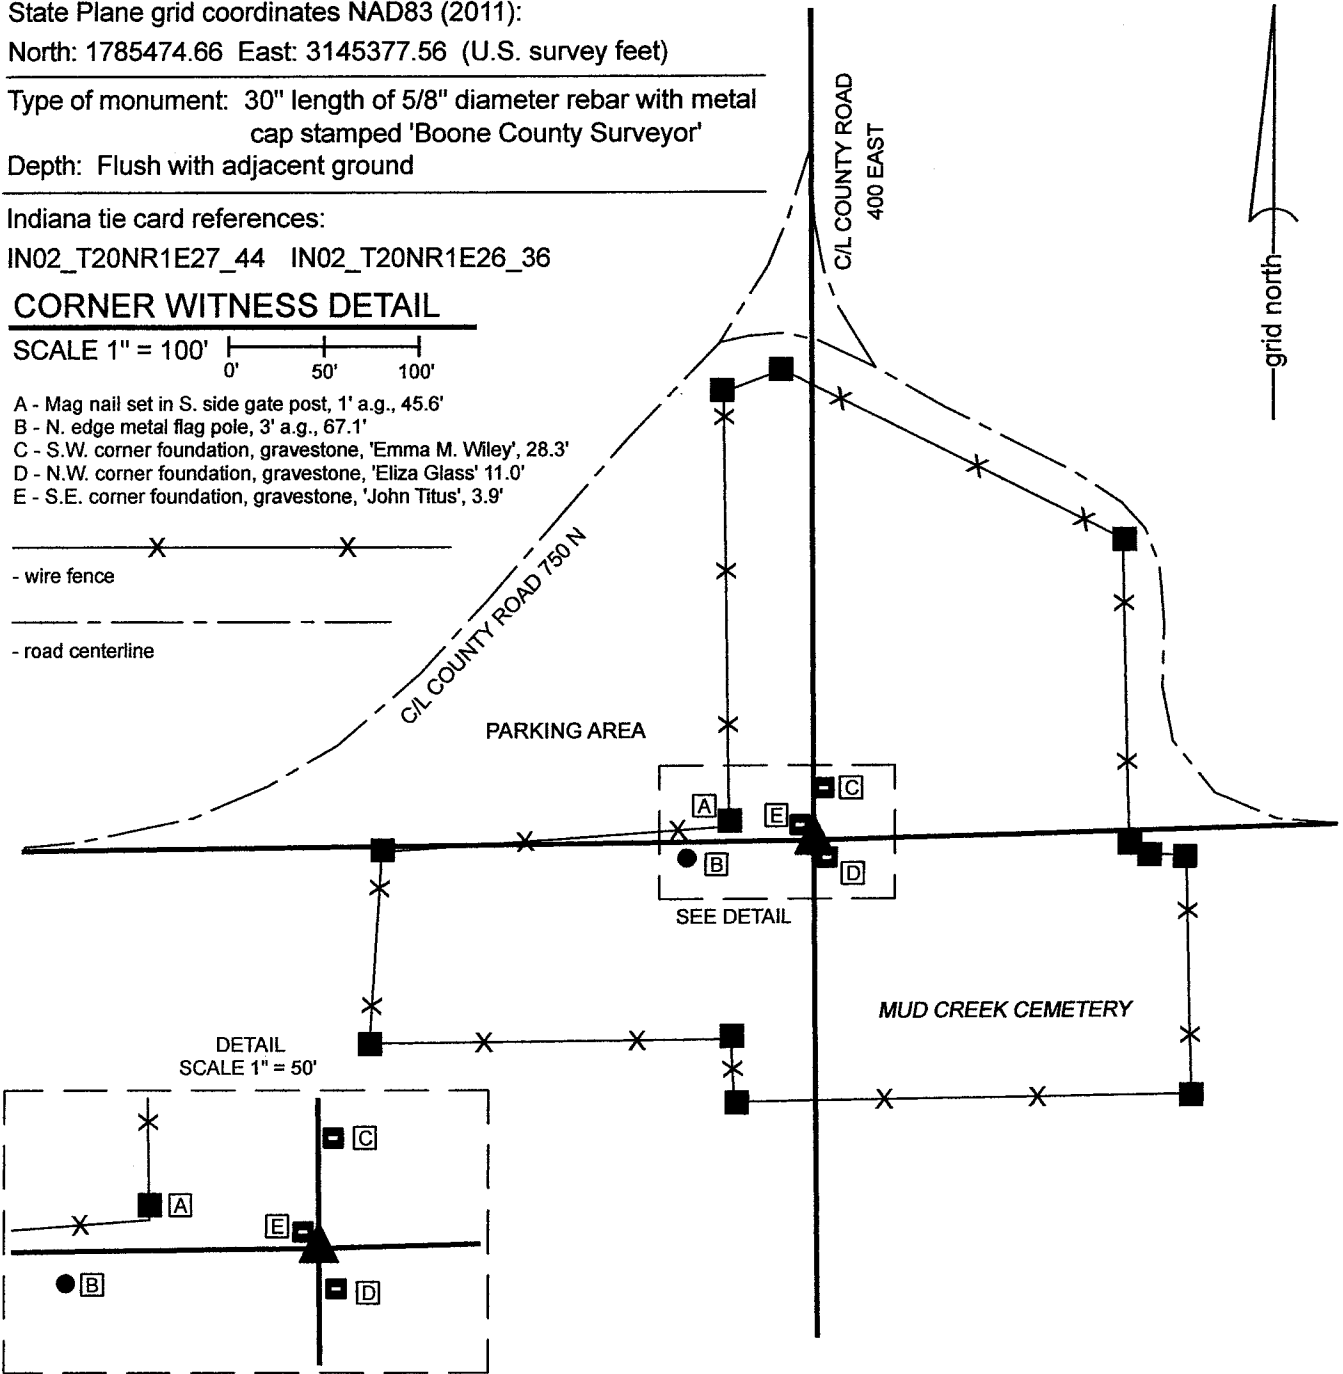 State Plane grid coordinates NAD83 (2011):
North: 1785474.66 East: 3145377.56 (U.S. survey feet)
Type of monument: 30" length of 5/8" diameter rebar with metal
cap stamped 'Boone County Surveyor'
Depth: Flush with adjacent ground
Indiana tie card references:
IN02_T20NR1E27_44 IN02_T20NR1E26_36
CORNER WITNESS DETAIL
SCALE 1" = 100'
0' 50' 100'
A - Mag nail set in S. side gate post, 1' a.g., 45.6'
B - N. edge metal flag pole, 3' a.g., 67.1'
C - S.W. corner foundation, gravestone, 'Emma M. Wiley', 28.3'
D - N.W. corner foundation, gravestone, 'Eliza Glass' 11.0'
E - S.E. corner foundation, gravestone, 'John Titus', 3.9'
- wire fence
- road centerline
C/L COUNTY ROAD
400 EAST
grid north
C/L COUNTY ROAD 750 N
PARKING AREA
A
E
C
B
D
SEE DETAIL
MUD CREEK CEMETERY
DETAIL
SCALE 1" = 50'
C
A
E
B
D